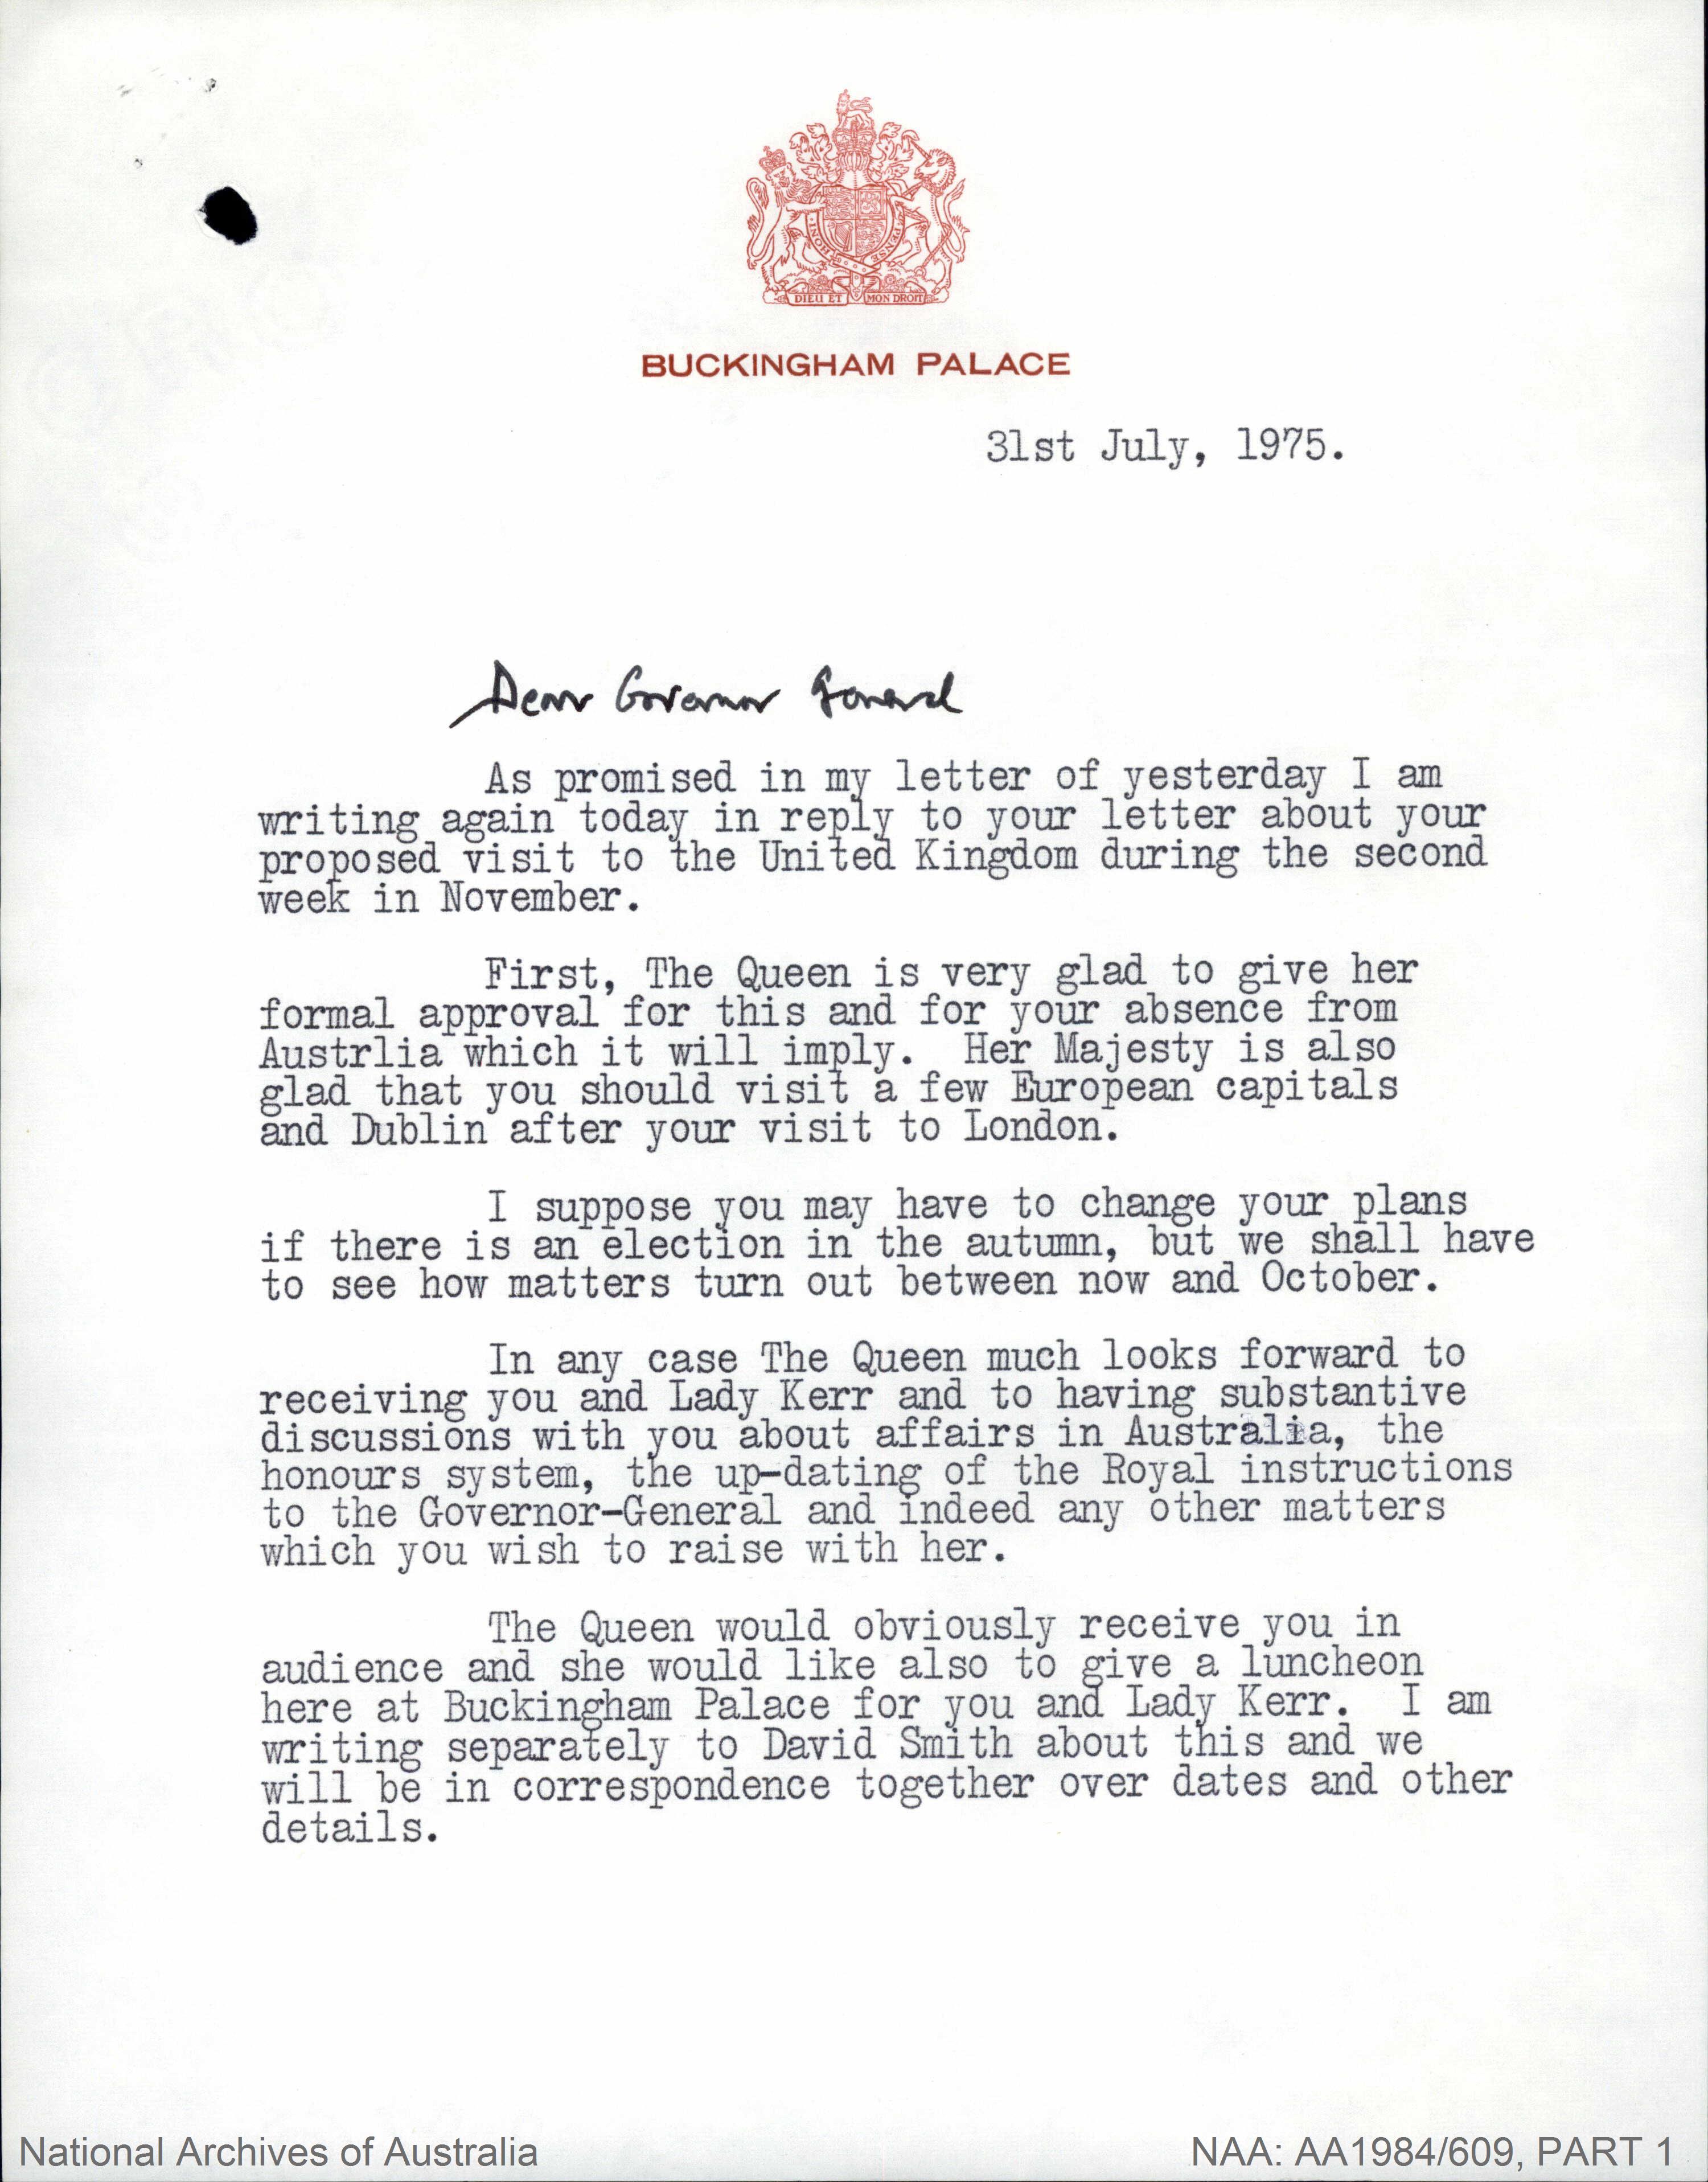 HONI PENSE
DIEU ET MON DROIT
BUCKINGHAM PALACE
31st July, 1975.
Dear Governor General
As promised in my letter of yesterday I am
writing again today in reply to your letter about your
proposed visit to the United Kingdom during the second
week in November.
First, The Queen is very glad to give her
formal approval for this and for your absence from
Austrlia which it will imply. Her Majesty is also
glad that you should visit a few European capitals
and Dublin after your visit to London.
I suppose you may have to change your plans
if there is an election in the autumn, but we shall have
to see how matters turn out between now and October.
In any case The Queen much looks forward to
receiving you and Lady Kerr and to having substantive
discussions with you about affairs in Australia, the
honours system, the up-dating of the Royal instructions
to the Governor-General and indeed any other matters
which you wish to raise with her.
The Queen would obviously receive you in
audience and she would like also to give a luncheon
here at Buckingham Palace for you and Lady Kerr. I am
writing separately to David Smith about this and we
will be in correspondence together over dates and other
details.
National Archives of Australia NAA: AA1984/609, PART 1